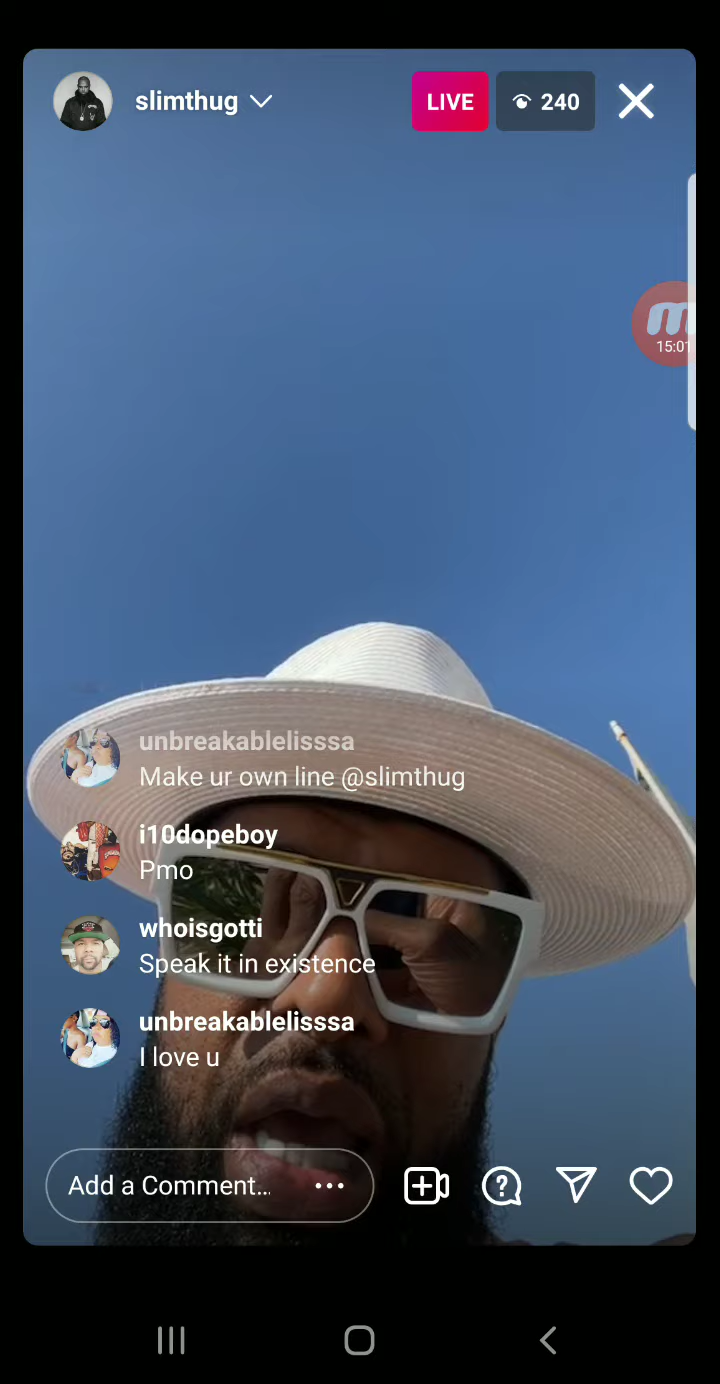 slimthug
LIVE
240
15:01
unbreakablelisssa
Make ur own line @slimthug
i10dopeboy
Pmo
whoisgotti
Speak it in existence
unbreakablelisssa
I love u
Add a Comment...